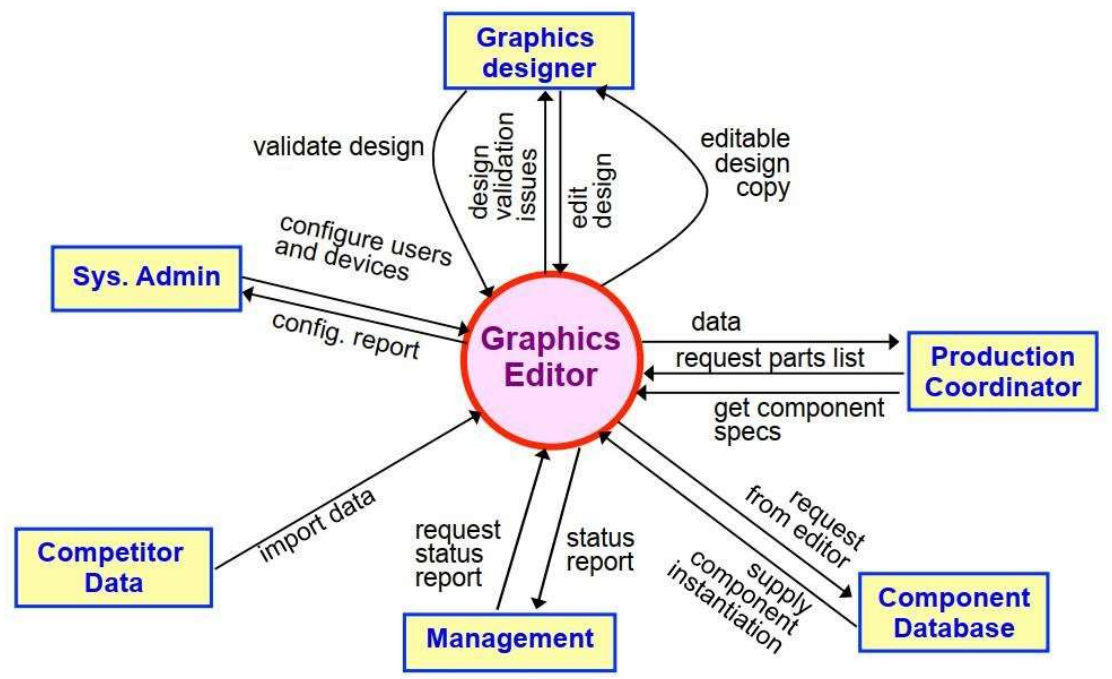 Graphics
designer
validate design
design
validation
issues
edit
design
editable
design
copy
configure users
and devices
Sys. Admin
config. report
Graphics
Editor
data
request parts list
get component
specs
Production
Coordinator
import data
Competitor
Data
request
status
report
status
report
Management
request
from editor
supply
component
instantiation
Component
Database